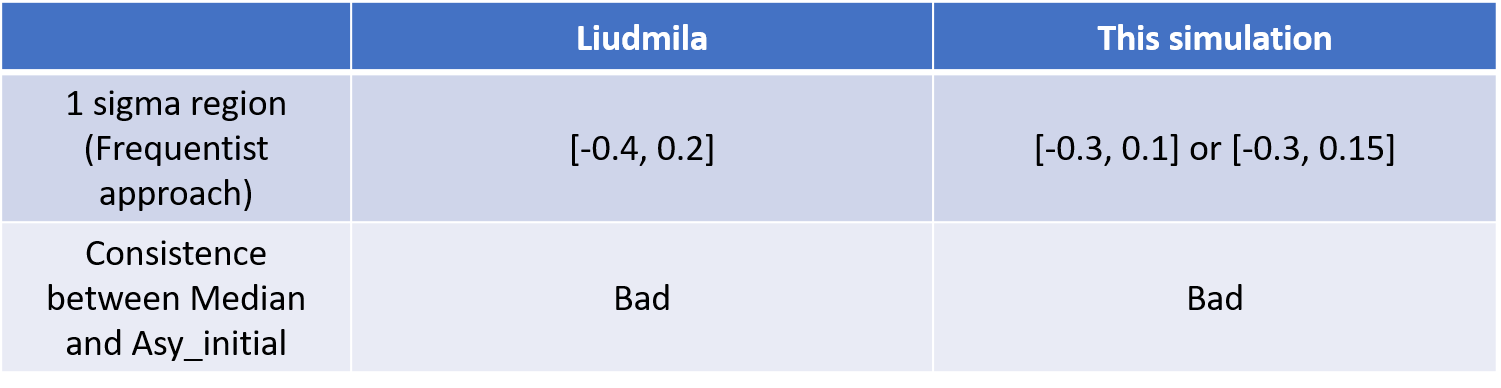 Liudmila
This simulation
1 sigma region
(Frequentist
approach)
[-0.4, 0.2]
[-0.3, 0.1] or [-0.3, 0.15]
Consistence
between Median
and Asy_initial
Bad
Bad